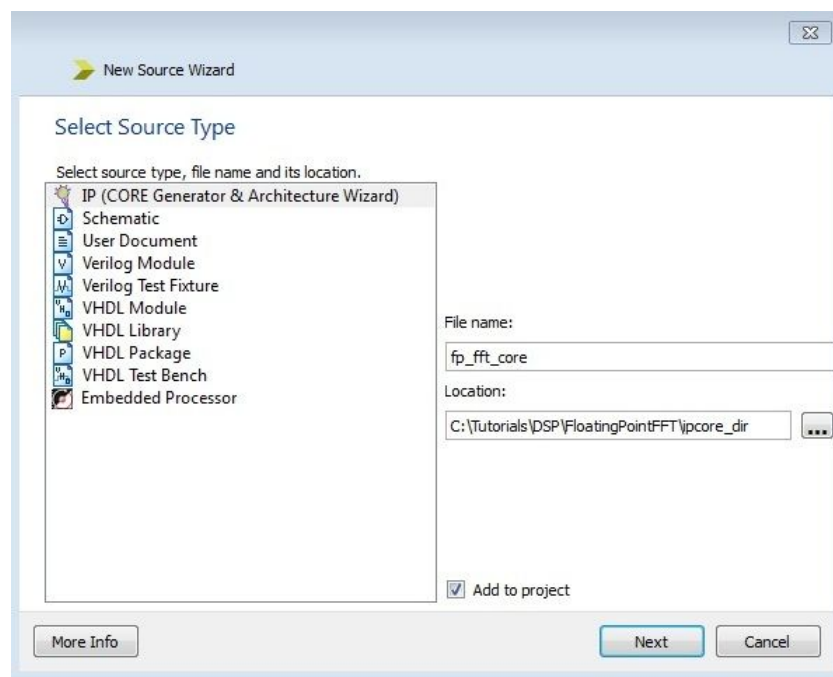 New Source Wizard
Select Source Type
Select source type, file name and its location.
IP (CORE Generator & Architecture Wizard)
Schematic
User Document
Verilog Module
Verilog Test Fixture
VHDL Module
VHDL Library
VHDL Package
VHDL Test Bench
Embedded Processor
File name:
fp_fft_core
Location:
C:\Tutorials\DSP\FloatingPointFFT\ipcore_dir
...
Add to project
More Info
Next
Cancel